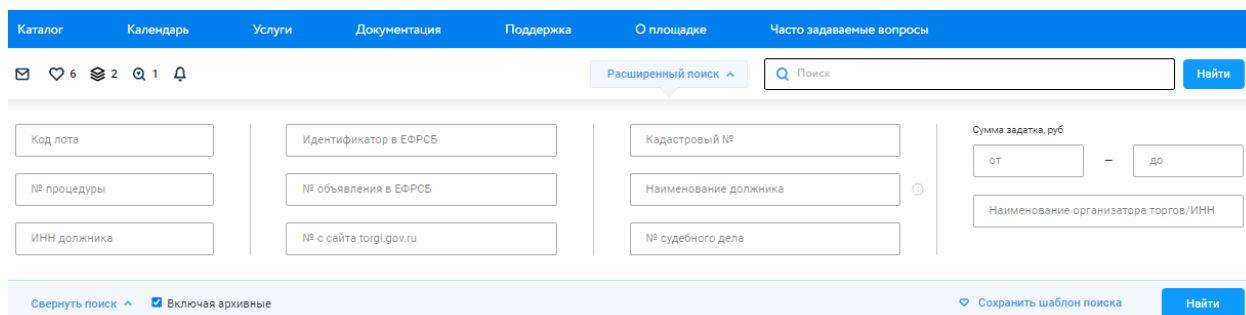 Каталог Календарь Услуги Документация Поддержка О площадке Часто задаваемые вопросы
6 2 1 Расширенный поиск Поиск Найти
Сумма задатка, руб
Код лота Идентификатор в ЕФРСБ Кадастровый №
от – до
№ процедуры № объявления в ЕФРСБ Наименование должника
Наименование организатора торгов/ИНН
ИНН должника № с сайта torgi.gov.ru № судебного дела
Свернуть поиск Включая архивные Сохранить шаблон поиска Найти